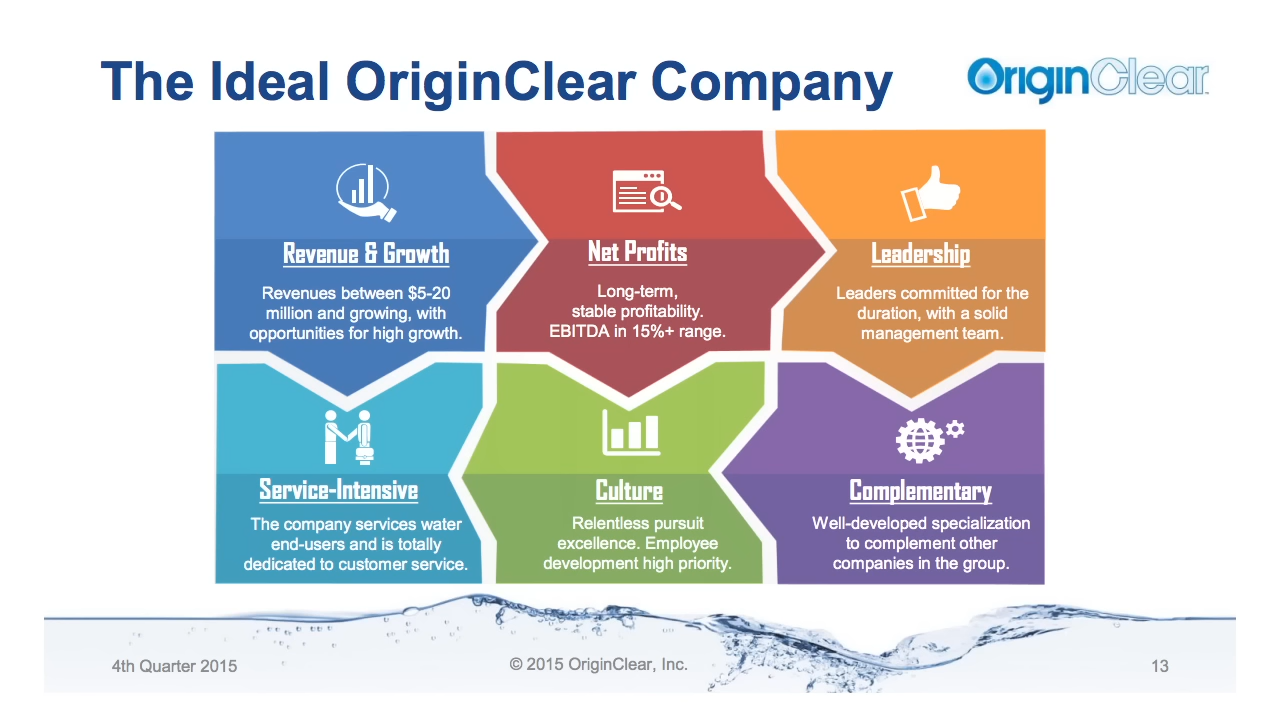 The Ideal OriginClear Company
OriginClear
Revenue & Growth
Revenues between $5-20
million and growing, with
opportunities for high growth.
Net Profits
Long-term,
stable profitability.
EBITDA in 15%+ range.
Leadership
Leaders committed for the
duration, with a solid
management team.
Service-Intensive
The company services water
end-users and is totally
dedicated to customer service.
Culture
Relentless pursuit
excellence. Employee
development high priority.
Complementary
Well-developed specialization
to complement other
companies in the group.
4th Quarter 2015
© 2015 OriginClear, Inc.
13